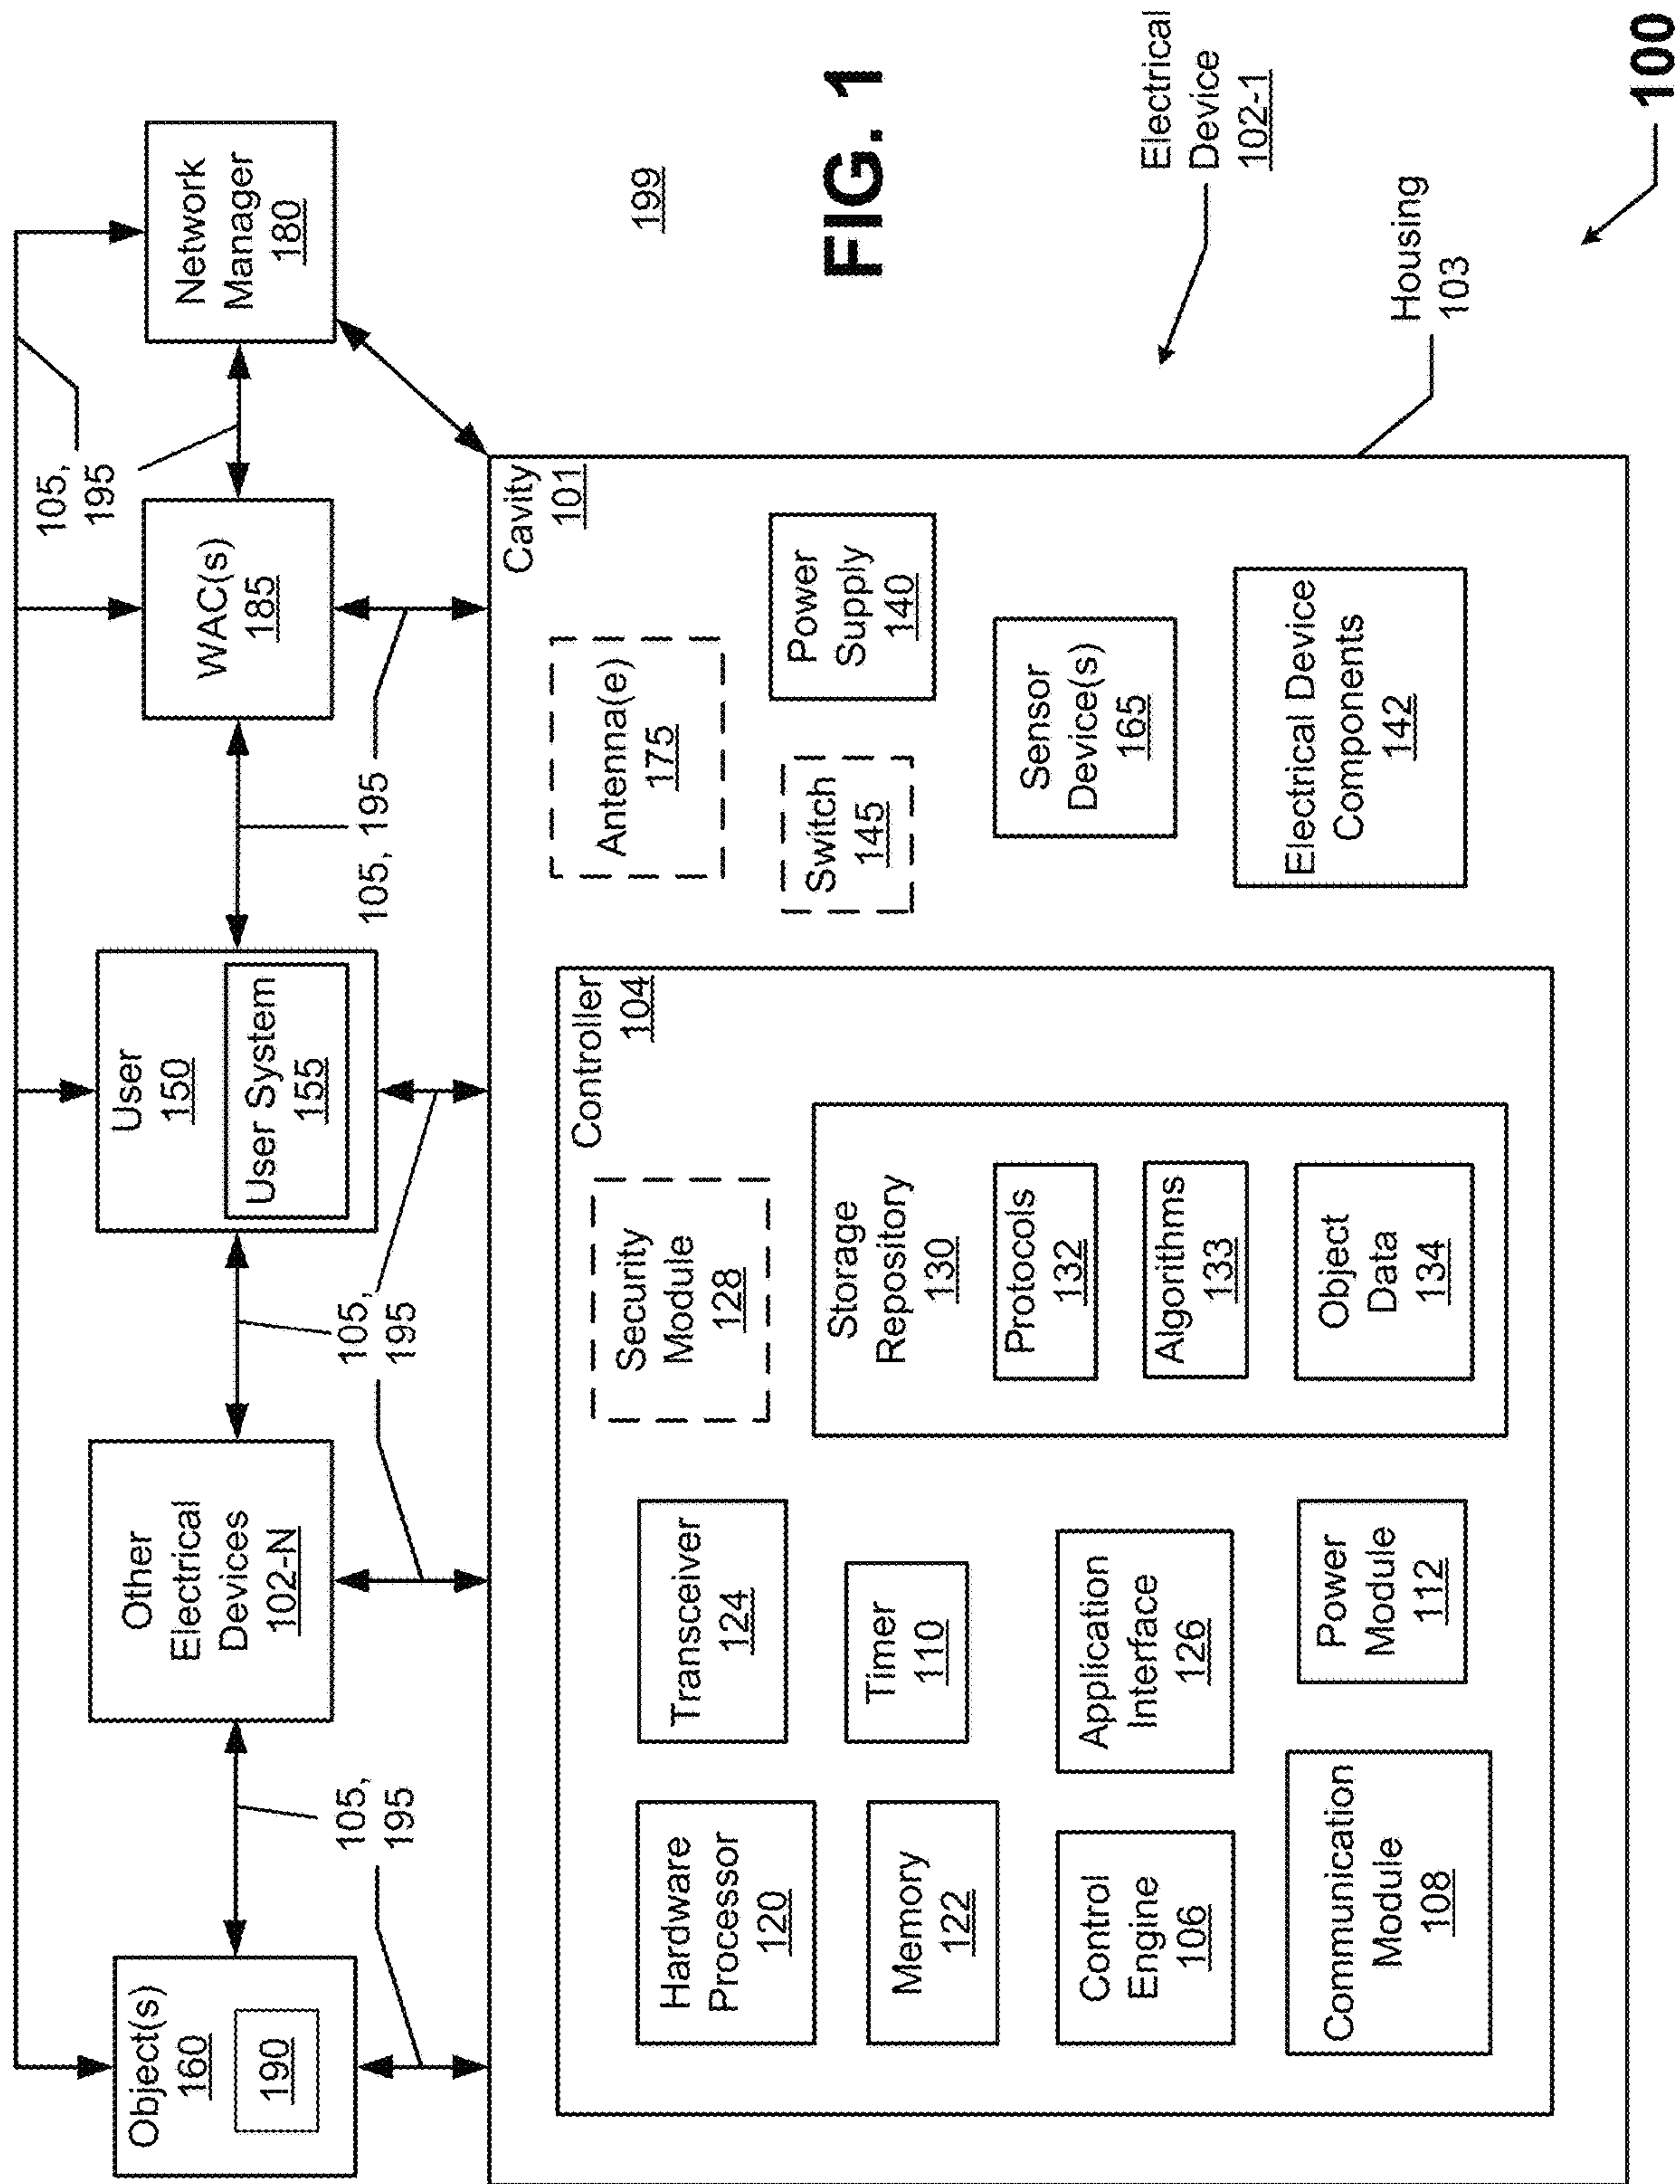 Object(s)
160
190
Other
Electrical
Devices
102-N
User
150
User System
155
WAC(s)
185
Network
Manager
180
105,
195
105,
195
105,
195
105, 195
199
Cavity
101
Controller
104
Hardware
Processor
120
Transceiver
124
Security
Module
128
Memory
122
Timer
110
Storage
Repository
130
Protocols
132
Algorithms
133
Object
Data
134
Control
Engine
106
Application
Interface
126
Communication
Module
108
Power
Module
112
Antenna(e)
175
Switch
145
Power
Supply
140
Sensor
Device(s)
165
Electrical Device
Components
142
FIG. 1
Electrical
Device
102-1
Housing
103
100